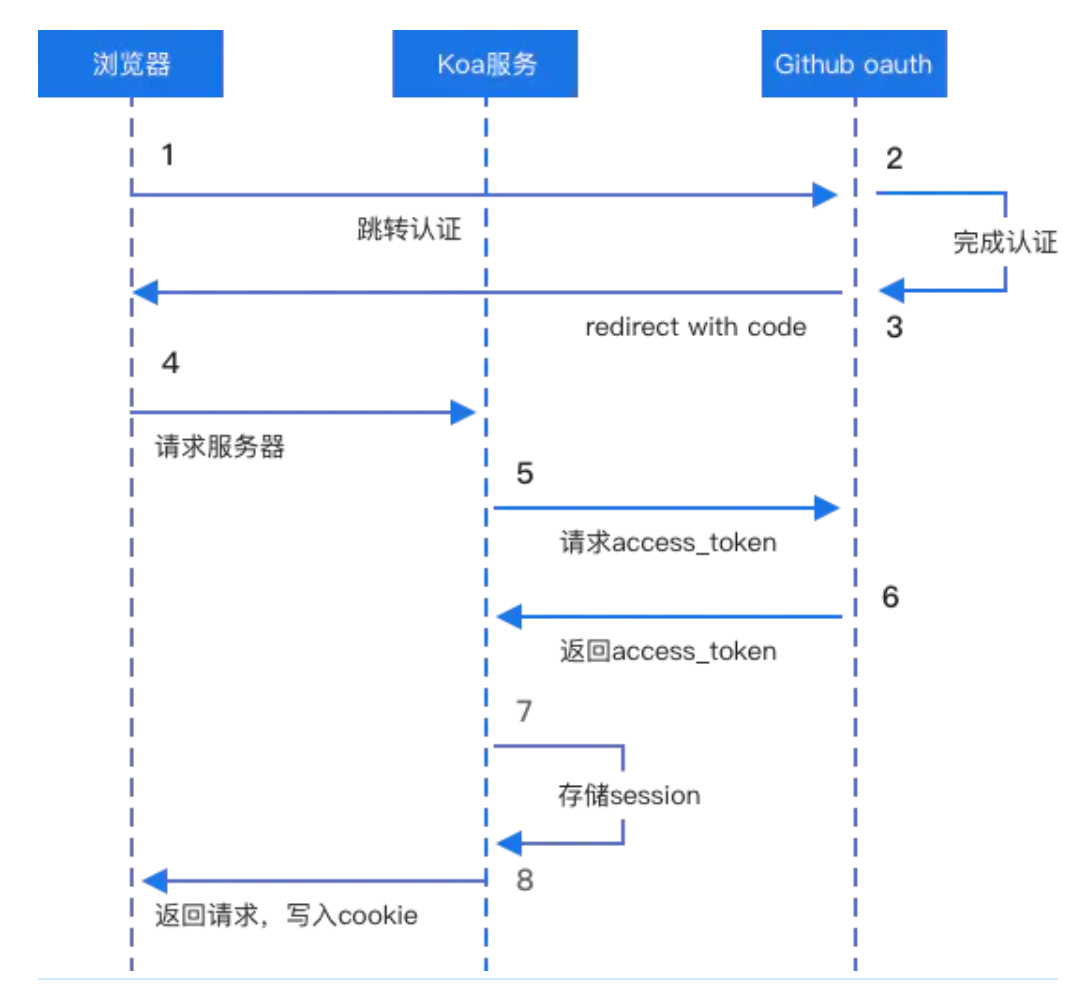 浏览器
Koa服务
Github oauth
1
2
跳转认证
完成认证
redirect with code
3
4
请求服务器
5
请求access_token
6
返回access_token
7
存储session
8
返回请求，写入cookie